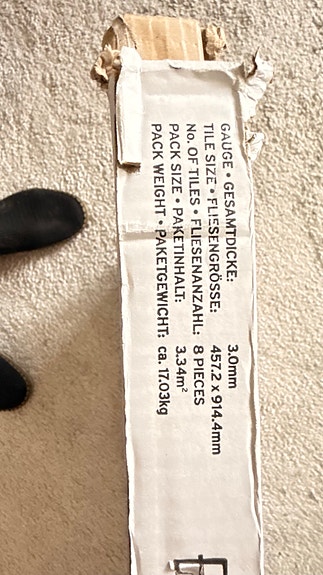 GAUGE • GESAMTDICKE: 3.0mm
TILE SIZE • FLIESENGRÖSSE: 457.2 x 914.4mm
No. OF TILES • FLIESENANZAHL: 8 PIECES
PACK SIZE • PAKETINHALT: 3.34m²
PACK WEIGHT • PAKETGEWICHT: ca. 17.03kg